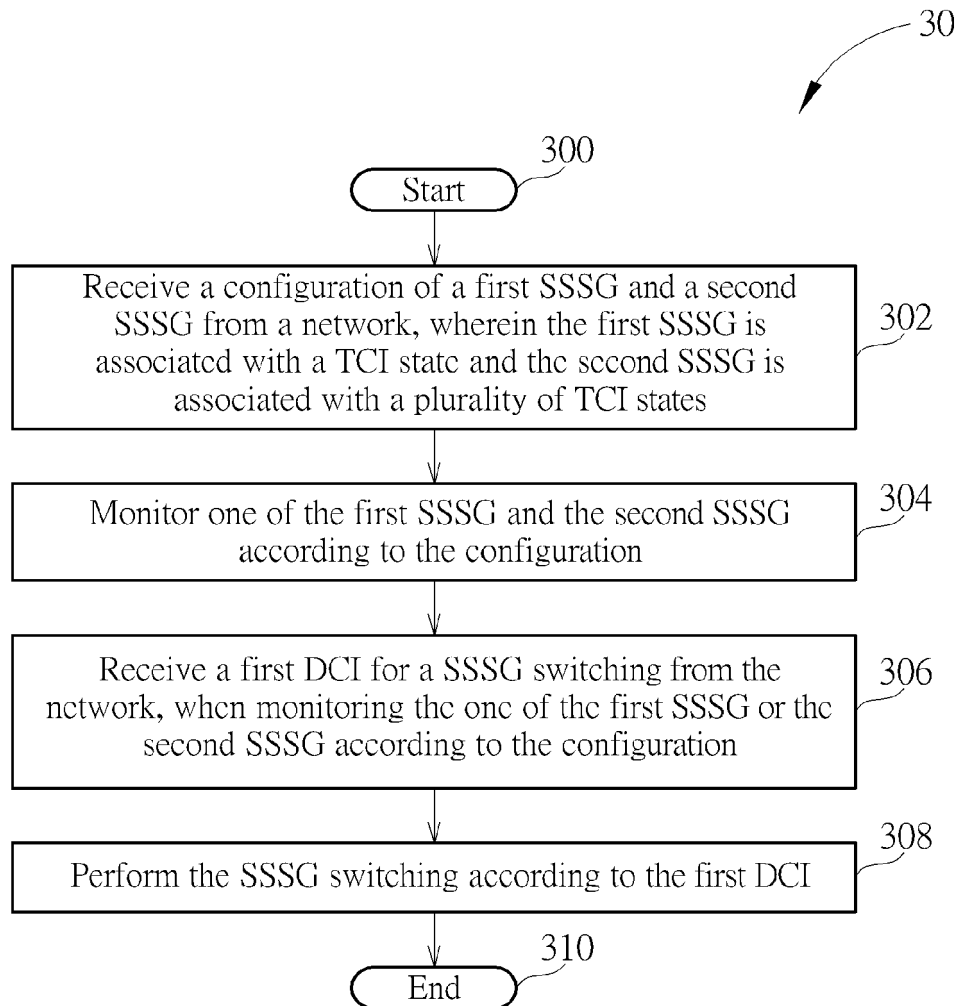 30
300
Start
Receive a configuration of a first SSSG and a second
SSSG from a network, wherein the first SSSG is
associated with a TCI state and the second SSSG is
associated with a plurality of TCI states
302
Monitor one of the first SSSG and the second SSSG
according to the configuration
304
Receive a first DCI for a SSSG switching from the
network, when monitoring the one of the first SSSG or the
second SSSG according to the configuration
306
Perform the SSSG switching according to the first DCI
308
End
310